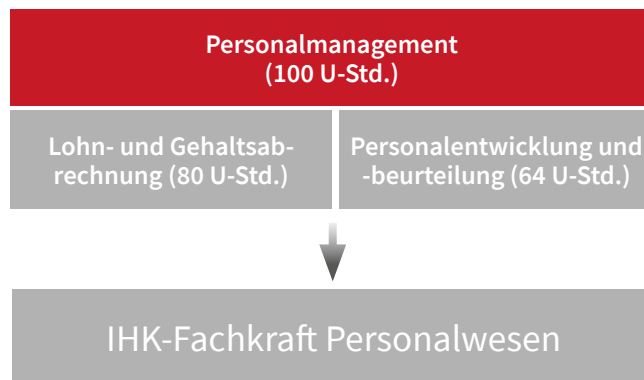 Personalmanagement
(100 U-Std.)
Lohn- und Gehaltsab-
rechnung (80 U-Std.)
Personalentwicklung und
-beurteilung (64 U-Std.)
IHK-Fachkraft Personalwesen